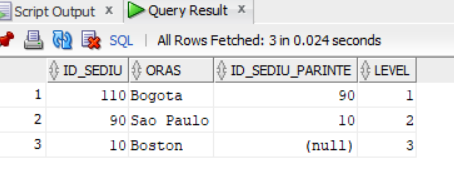 Script Output x Query Result x
SQL | All Rows Fetched: 3 in 0.024 seconds
ID_SEDIU ORAS ID_SEDIU_PARINTE LEVEL
1 110 Bogota 90 1
2 90 Sao Paulo 10 2
3 10 Boston (null) 3